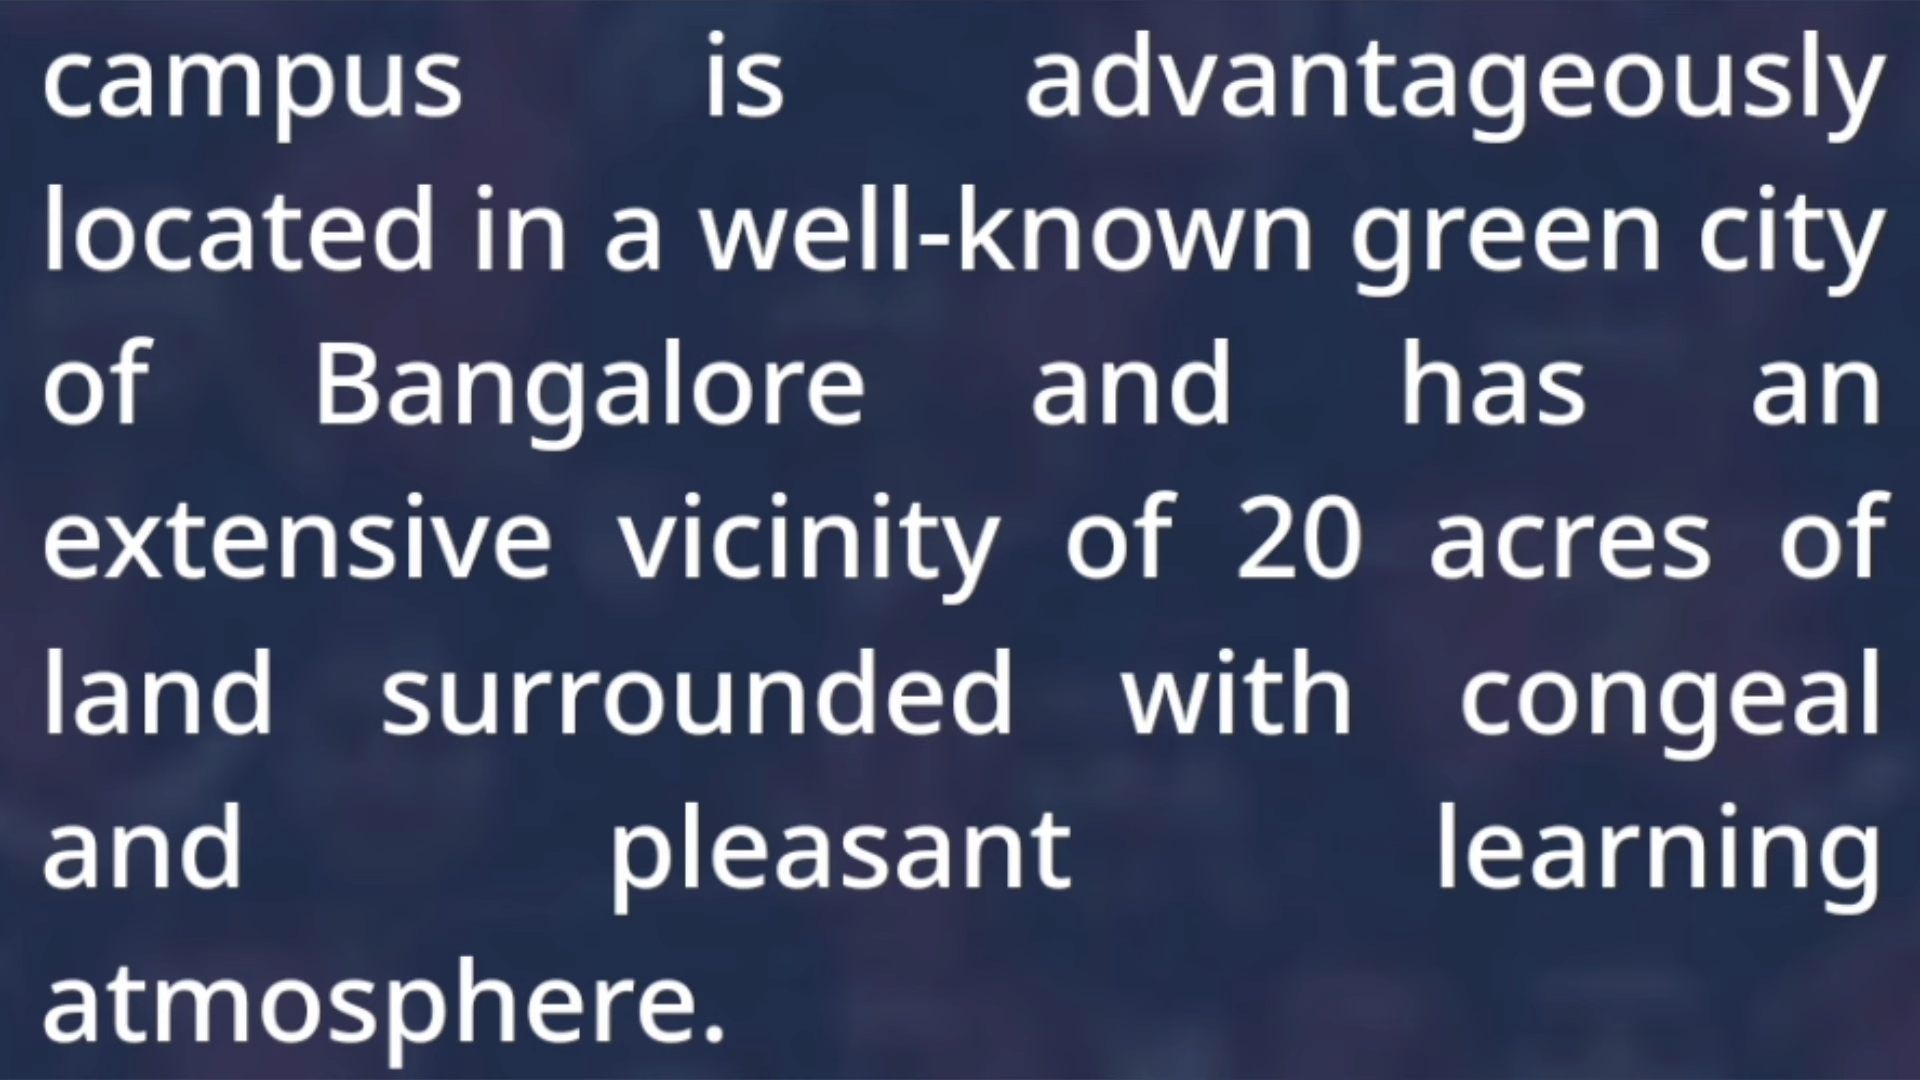 campus is advantageously
located in a well-known green city
of Bangalore and has an
extensive vicinity of 20 acres of
land surrounded with congeal
and pleasant learning
atmosphere.